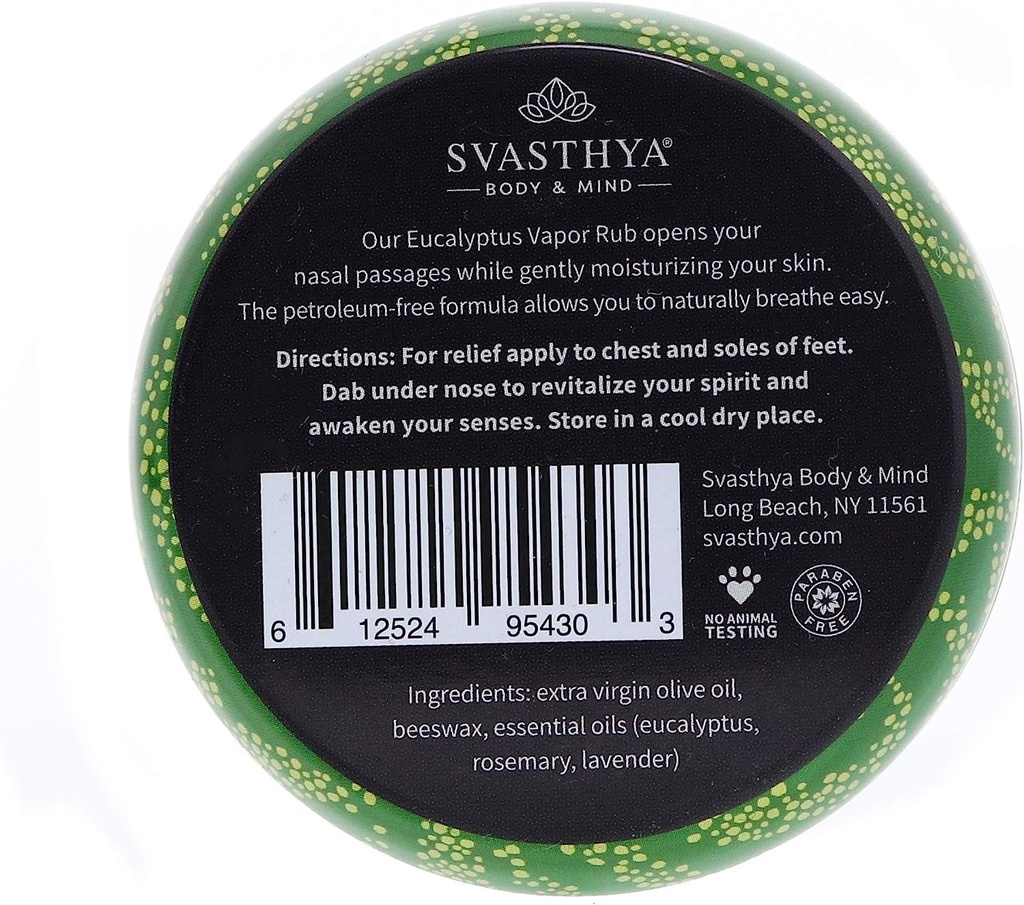 SVASTHYA®
BODY & MIND
Our Eucalyptus Vapor Rub opens your
nasal passages while gently moisturizing your skin.
The petroleum-free formula allows you to naturally breathe easy.
Directions: For relief apply to chest and soles of feet.
Dab under nose to revitalize your spirit and
awaken your senses. Store in a cool dry place.
6 12524 95430 3
Svasthya Body & Mind
Long Beach, NY 11561
svasthya.com
NO ANIMAL
TESTING
PARABEN
FREE
Ingredients: extra virgin olive oil,
beeswax, essential oils (eucalyptus,
rosemary, lavender)